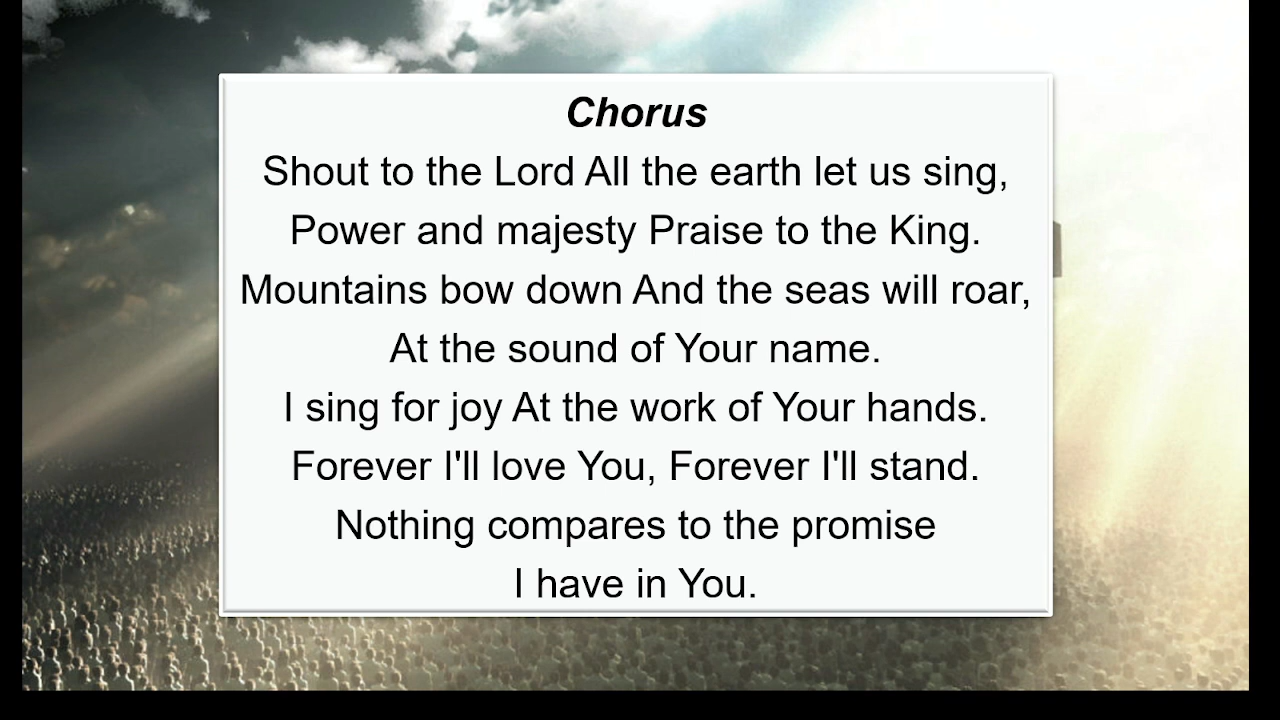 Chorus
Shout to the Lord All the earth let us sing,
Power and majesty Praise to the King.
Mountains bow down And the seas will roar,
At the sound of Your name.
I sing for joy At the work of Your hands.
Forever I'll love You, Forever I'll stand.
Nothing compares to the promise
I have in You.